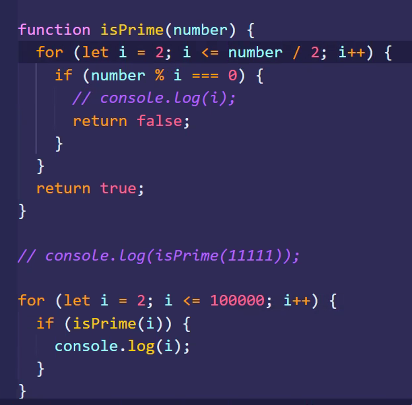 function isPrime(number) {
  for (let i = 2; i <= number / 2; i++) {
    if (number % i === 0) {
      // console.log(i);
      return false;
    }
  }
  return true;
}

// console.log(isPrime(11111));

for (let i = 2; i <= 100000; i++) {
  if (isPrime(i)) {
    console.log(i);
  }
}